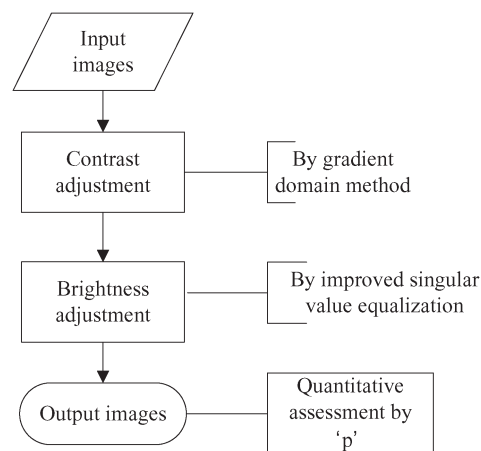 Input
images
Contrast
adjustment
By gradient
domain method
Brightness
adjustment
By improved singular
value equalization
Output images
Quantitative
assessment by
‘p’